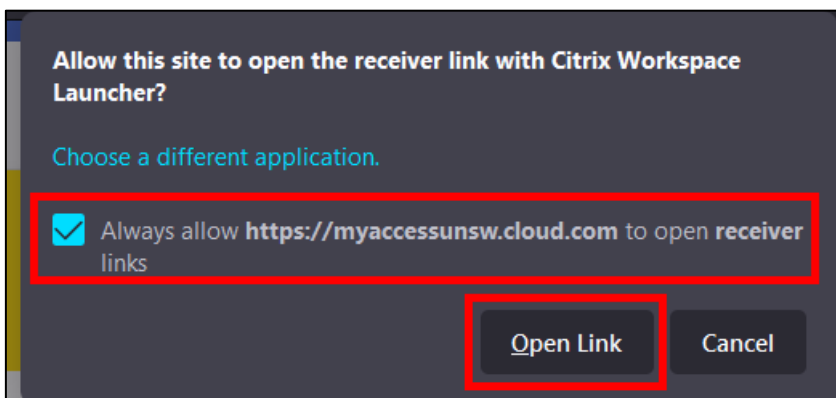 Allow this site to open the receiver link with Citrix Workspace
Launcher?
Choose a different application.
Always allow https://myaccessunsw.cloud.com to open receiver
links
Open Link
Cancel